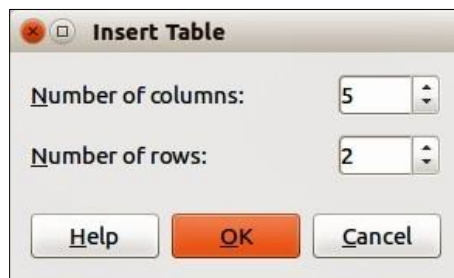 Insert Table
Number of columns: 5
Number of rows: 2
Help OK Cancel